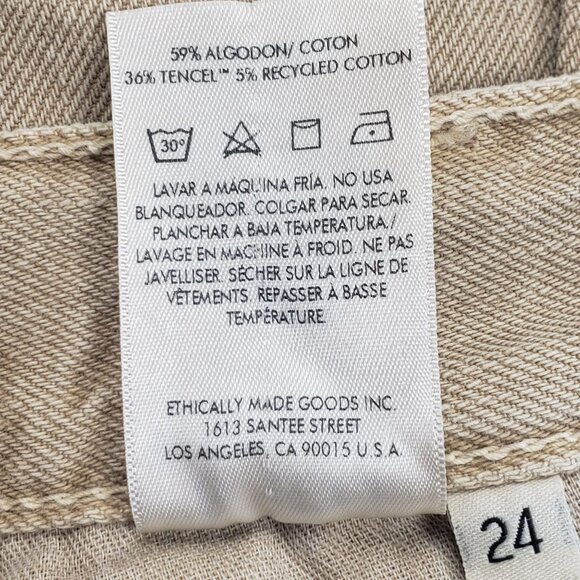 59% ALGODON/ COTON
36% TENCEL™ 5% RECYCLED COTTON
30°
LAVAR A MAQUINA FRÍA. NO USA
BLANQUEADOR. COLGAR PARA SECAR.
PLANCHAR A BAJA TEMPERATURA./
LAVAGE EN MACHINE À FROID. NE PAS
JAVELLISER. SÉCHER SUR LA LIGNE DE
VÊTEMENTS. REPASSER À BASSE
TEMPÉRATURE.
ETHICALLY MADE GOODS INC.
1613 SANTEE STREET
LOS ANGELES, CA 90015 U.S.A.
24